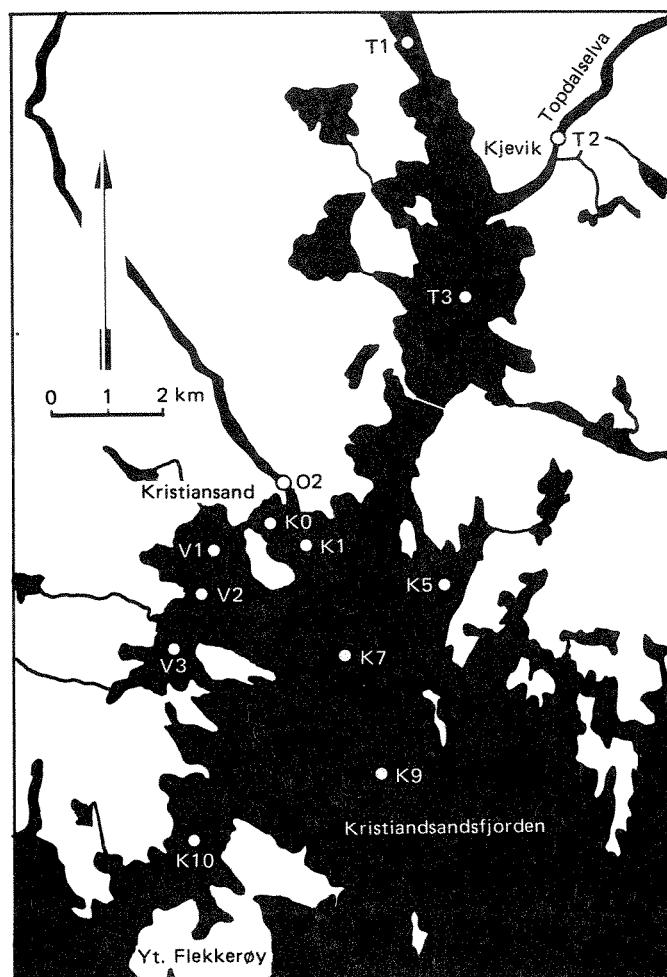 T1
Topdalselva
Kjevik
T2
T3
0 1 2 km
O2
Kristiansand
K0
V1
K1
K5
V2
V3
K7
K9
Kristiandsandsfjorden
K10
Yt. Flekkerøy